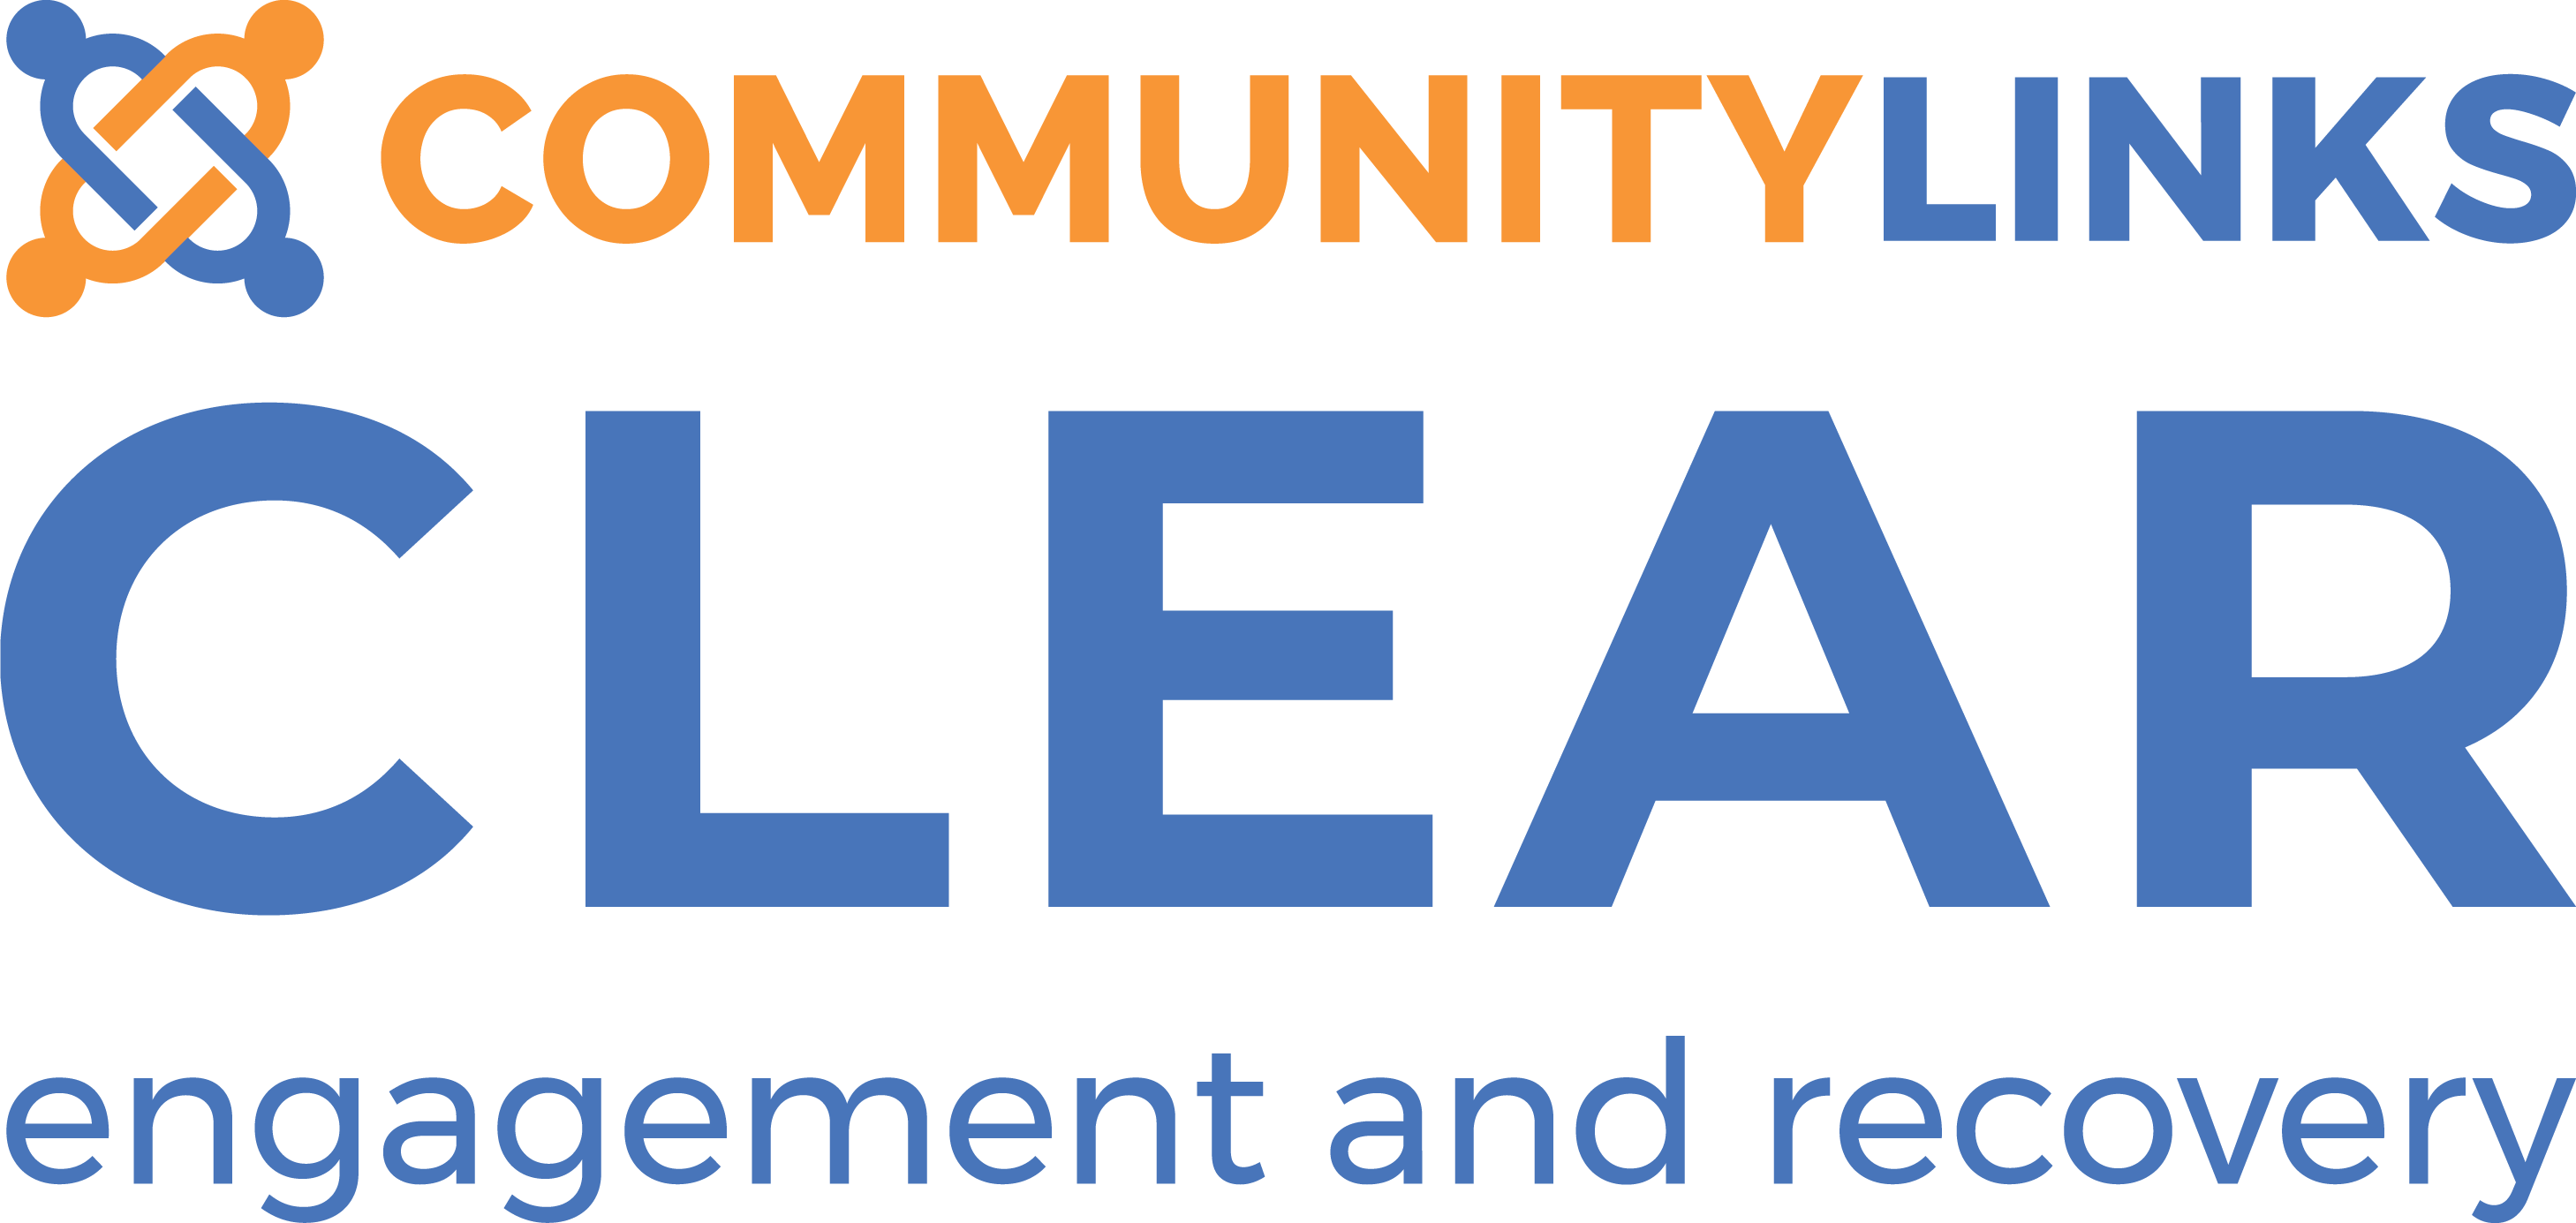 COMMUNITYLINKS
CLEAR
engagement and recovery